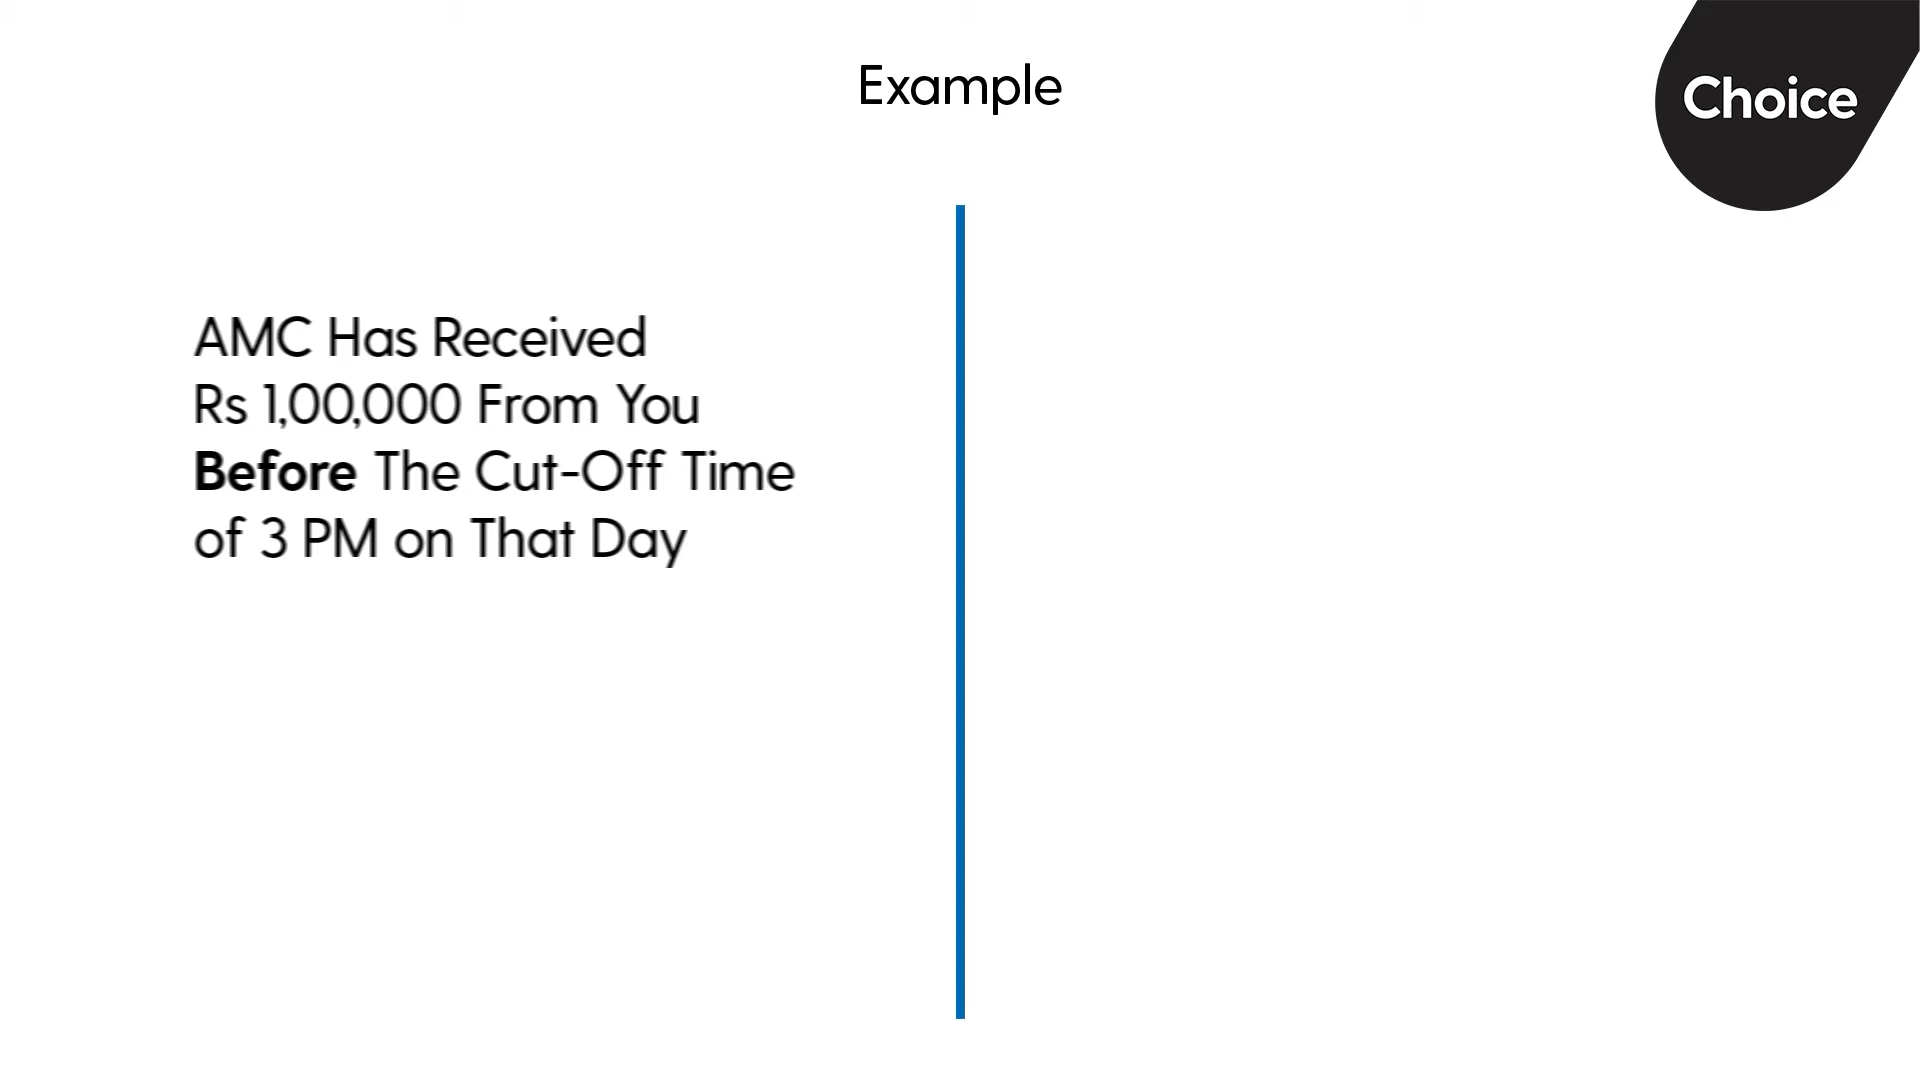 Example
Choice
AMC Has Received
Rs 1,00,000 From You
Before The Cut-Off Time
of 3 PM on That Day